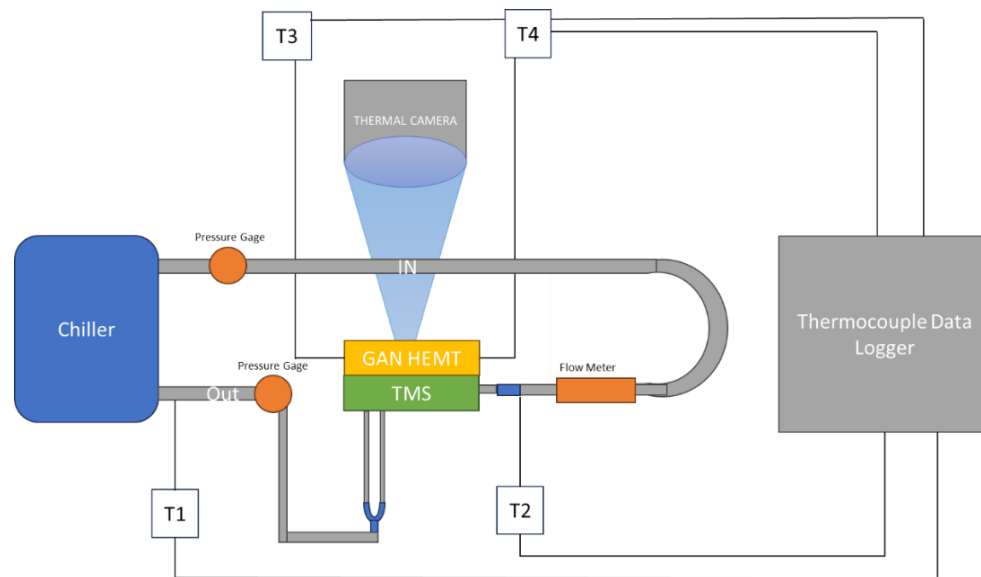 T3
T4
THERMAL CAMERA
Pressure Gage
IN
Chiller
Thermocouple Data
Logger
GAN HEMT
Pressure Gage
Flow Meter
TMS
Out
T1
T2